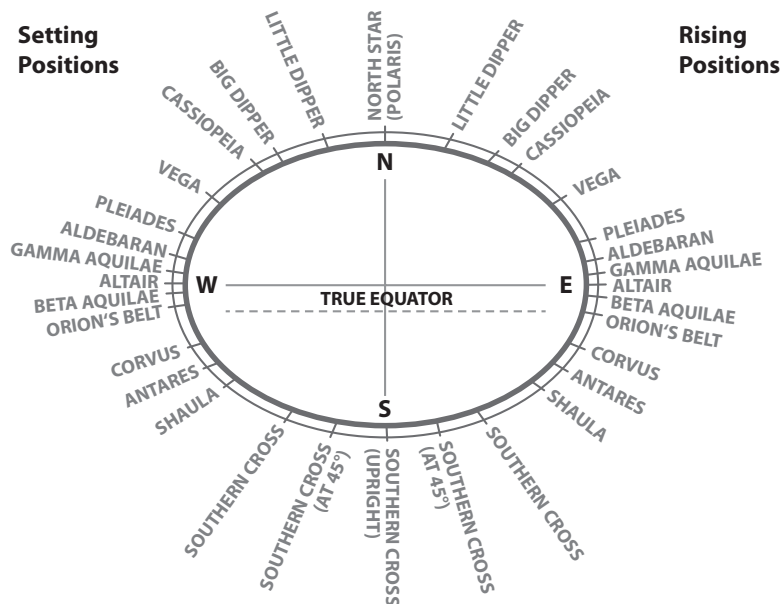 Setting
Positions
Rising
Positions
NORTH STAR
(POLARIS)
LITTLE DIPPER
BIG DIPPER
CASSIOPEIA
VEGA
PLEIADES
ALDEBARAN
GAMMA AQUILAE
ALTAIR
BETA AQUILAE
ORION‘S BELT
CORVUS
ANTARES
SHAULA
SOUTHERN CROSS
SOUTHERN CROSS
(AT 45°)
SOUTHERN CROSS
(UPRIGHT)
SOUTHERN CROSS
(AT 45°)
SOUTHERN CROSS
SHAULA
ANTARES
CORVUS
ORION‘S BELT
BETA AQUILAE
ALTAIR
GAMMA AQUILAE
ALDEBARAN
PLEIADES
VEGA
CASSIOPEIA
BIG DIPPER
LITTLE DIPPER
N
W
E
TRUE EQUATOR
S